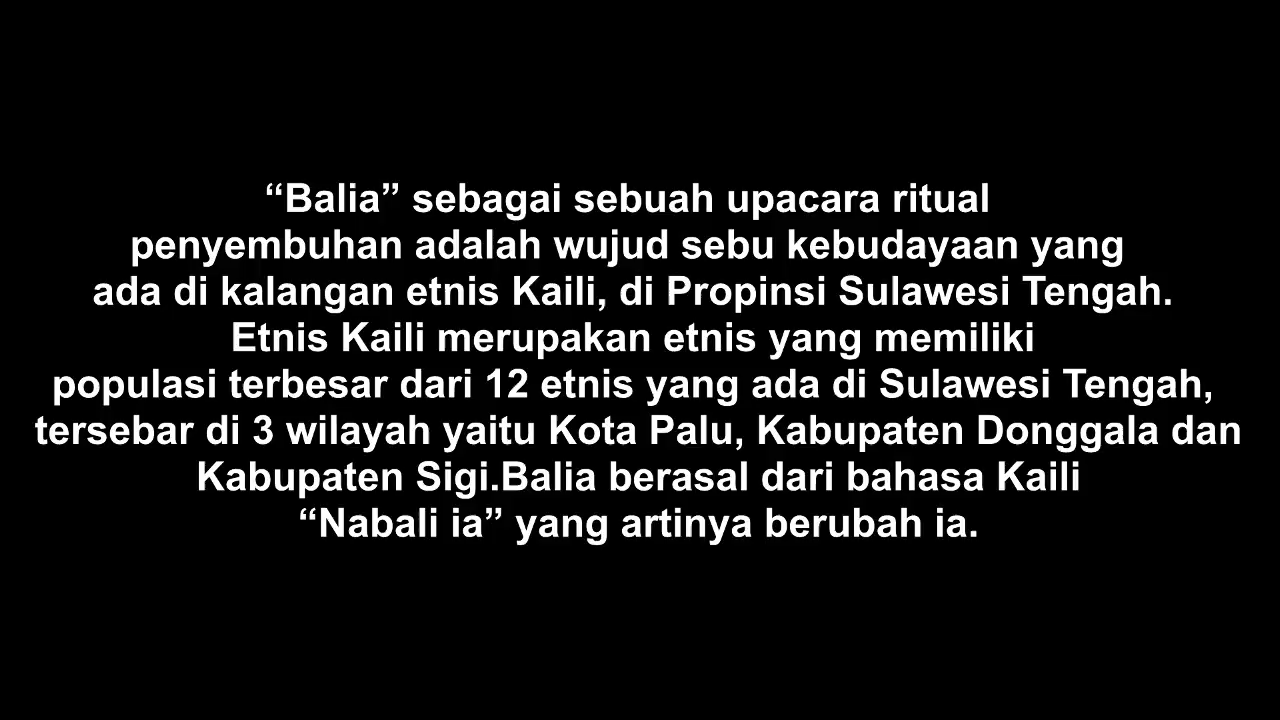 “Balia” sebagai sebuah upacara ritual
penyembuhan adalah wujud sebu kebudayaan yang
ada di kalangan etnis Kaili, di Propinsi Sulawesi Tengah.
Etnis Kaili merupakan etnis yang memiliki
populasi terbesar dari 12 etnis yang ada di Sulawesi Tengah,
tersebar di 3 wilayah yaitu Kota Palu, Kabupaten Donggala dan
Kabupaten Sigi.Balia berasal dari bahasa Kaili
“Nabali ia” yang artinya berubah ia.